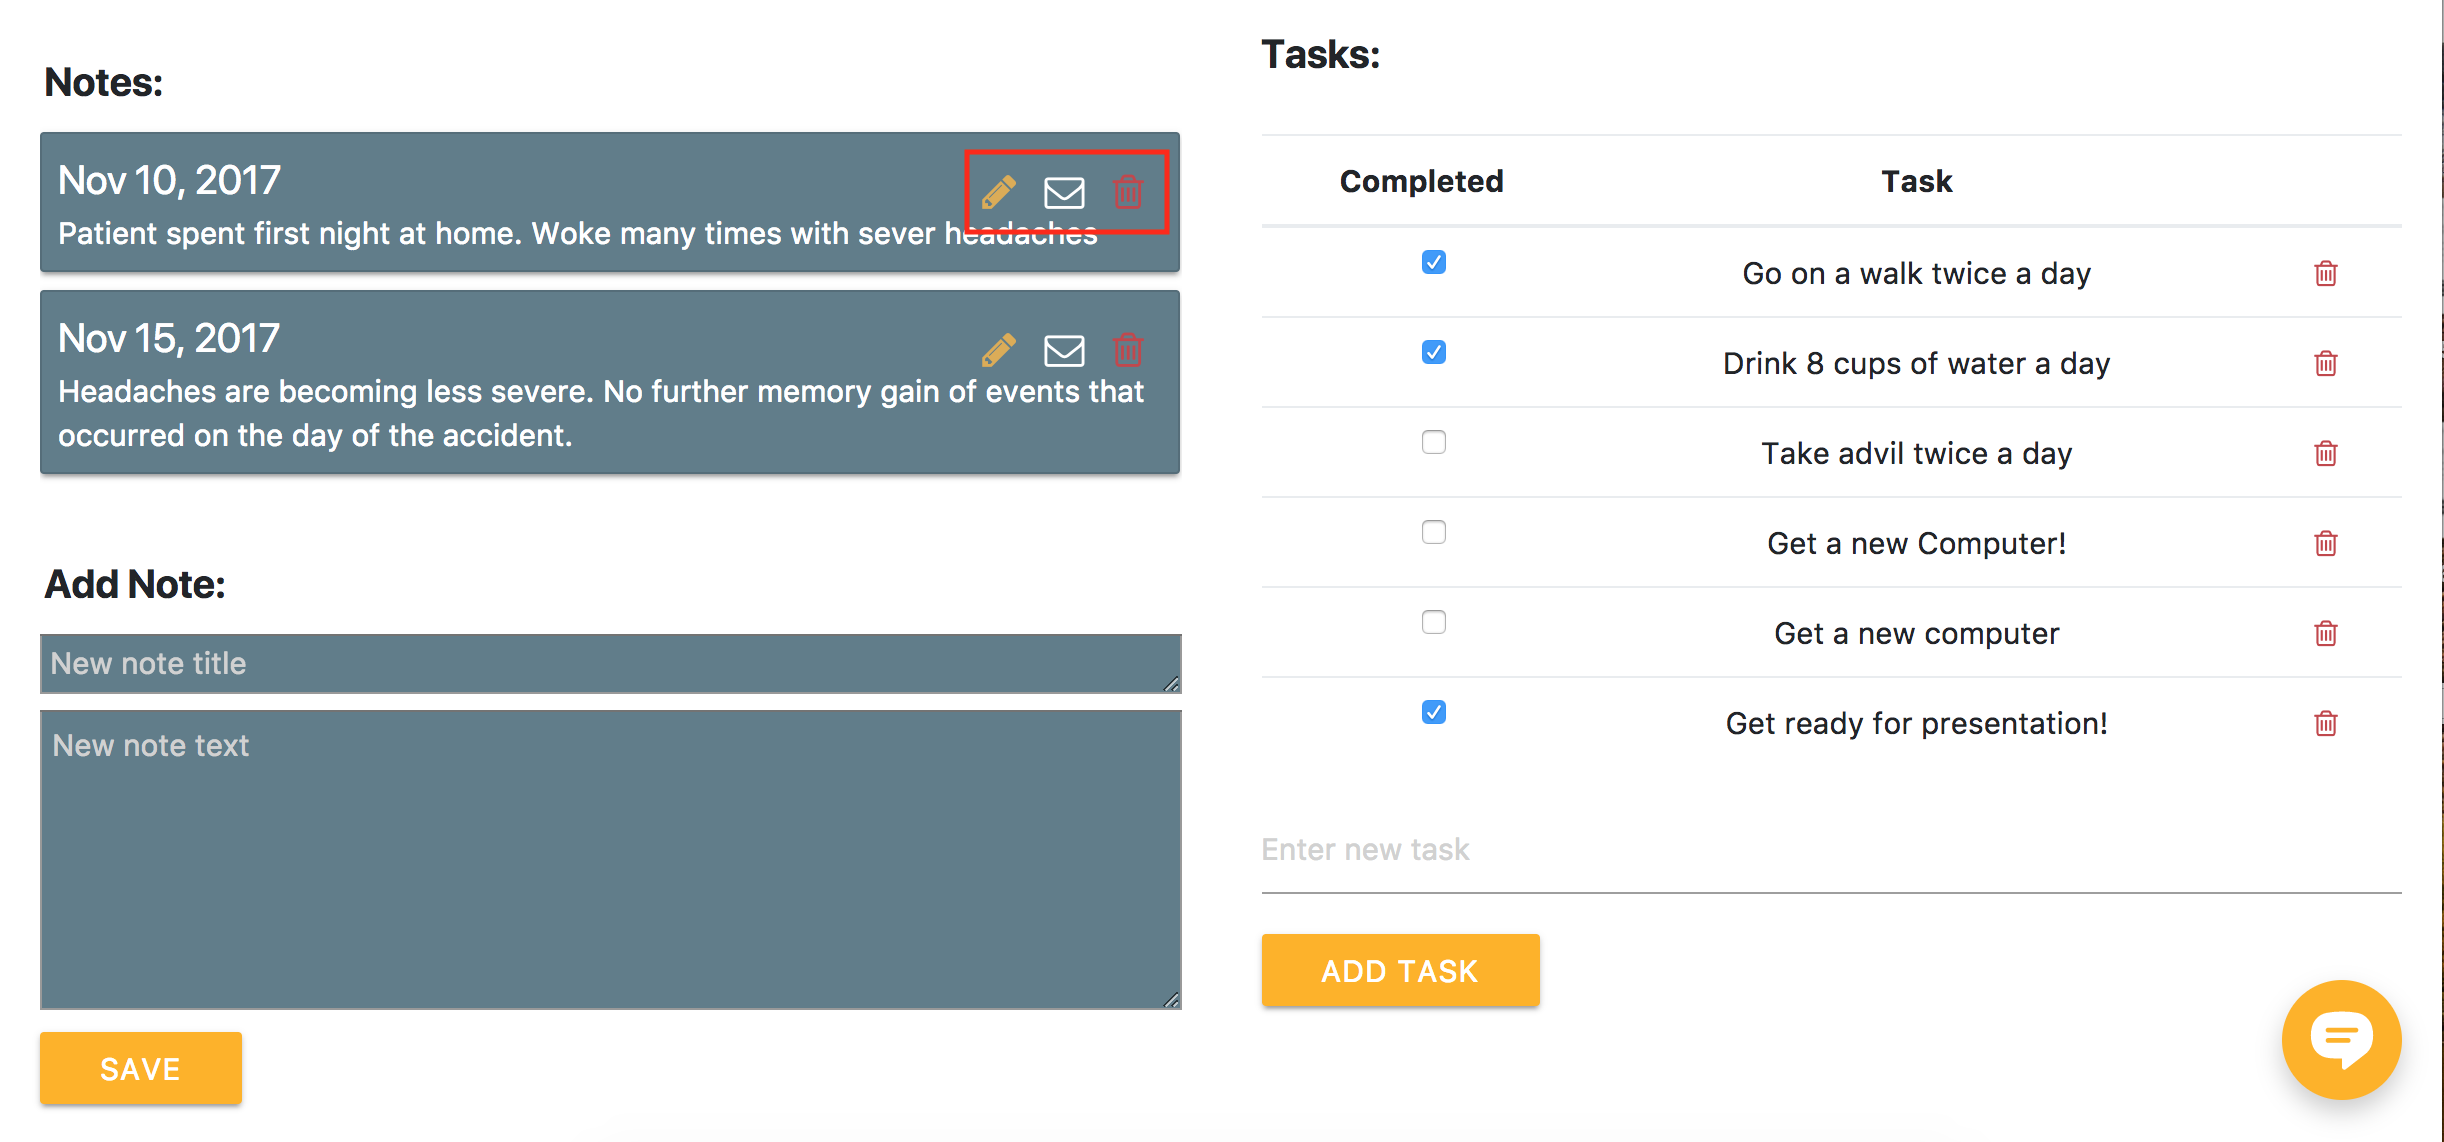 Notes:
Nov 10, 2017
Patient spent first night at home. Woke many times with sever headaches
Nov 15, 2017
Headaches are becoming less severe. No further memory gain of events that
occurred on the day of the accident.
Add Note:
New note title
New note text
SAVE
Tasks:
Completed Task
Go on a walk twice a day
Drink 8 cups of water a day
Take advil twice a day
Get a new Computer!
Get a new computer
Get ready for presentation!
Enter new task
ADD TASK